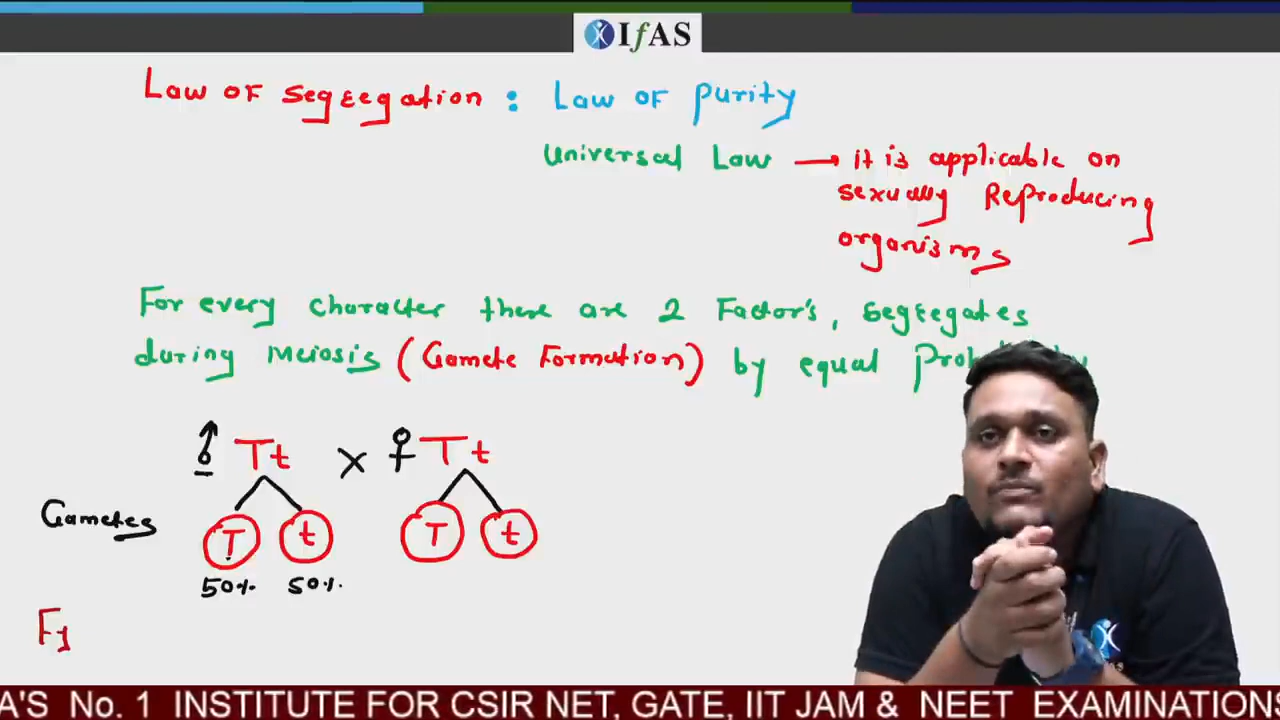 IfAS
Law of segregation : Law of purity
Universal Law → it is applicable on
sexually Reproducing
organisms
For every character there are 2 Factor's, segregates
during Meiosis (Gamete Formation) by equal
♂ Tt × ♀ Tt
Gametes T t T t
50% 50%
F1
A'S No. 1 INSTITUTE FOR CSIR NET, GATE, IIT JAM & NEET EXAMINATIONS